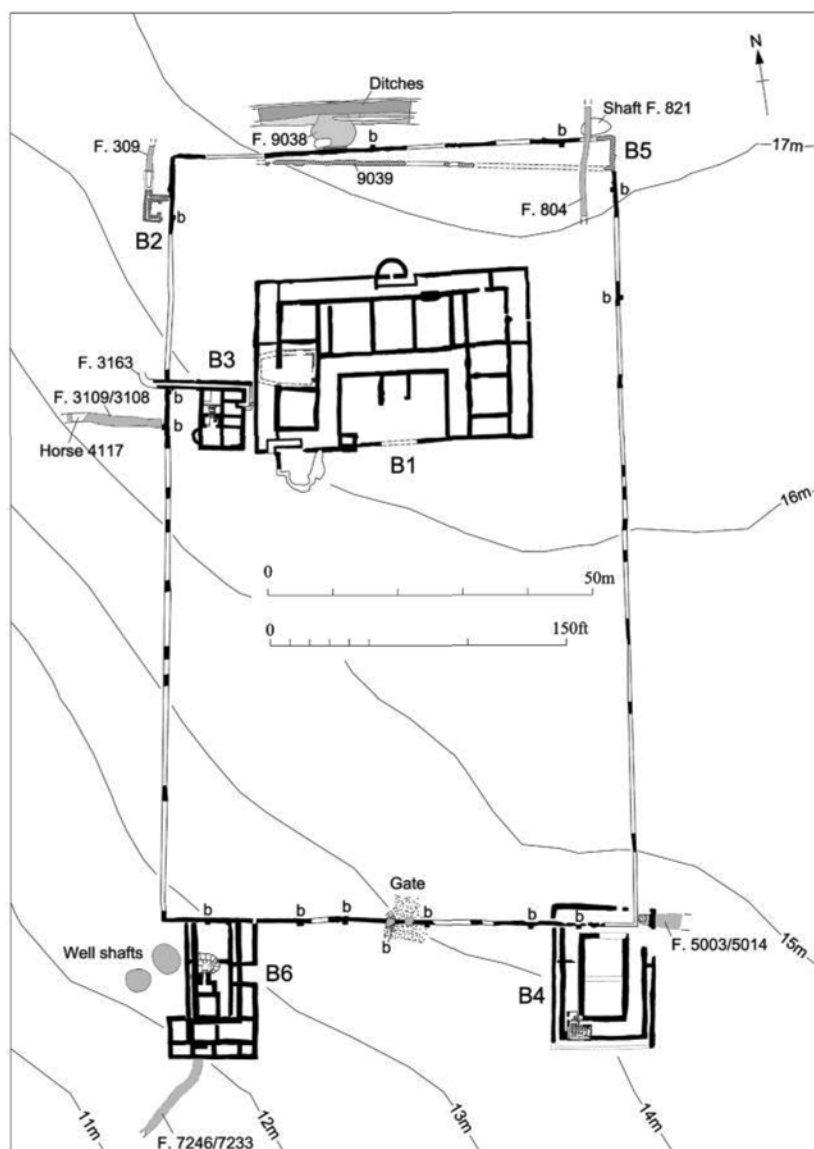 N
Ditches
Shaft F. 821
F. 9038
b
b
F. 309
B5
17m
9039
b
F. 804
b
B2
b
F. 3163
B3
b
F. 3109/3108
b
Horse 4117
B1
16m
0
50m
0
150ft
Gate
b
b
b
b
b
b
b
15m
Well shafts
B6
F. 5003/5014
B4
11m
12m
13m
14m
F. 7246/7233